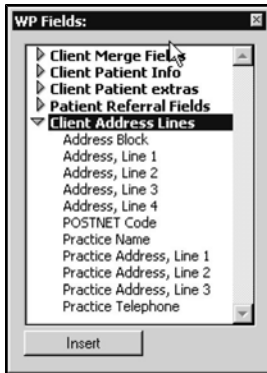 WP Fields:
Client Merge Fields
Client Patient Info
Client Patient extras
Patient Referral Fields
Client Address Lines
Address Block
Address, Line 1
Address, Line 2
Address, Line 3
Address, Line 4
POSTNET Code
Practice Name
Practice Address, Line 1
Practice Address, Line 2
Practice Address, Line 3
Practice Telephone
Insert